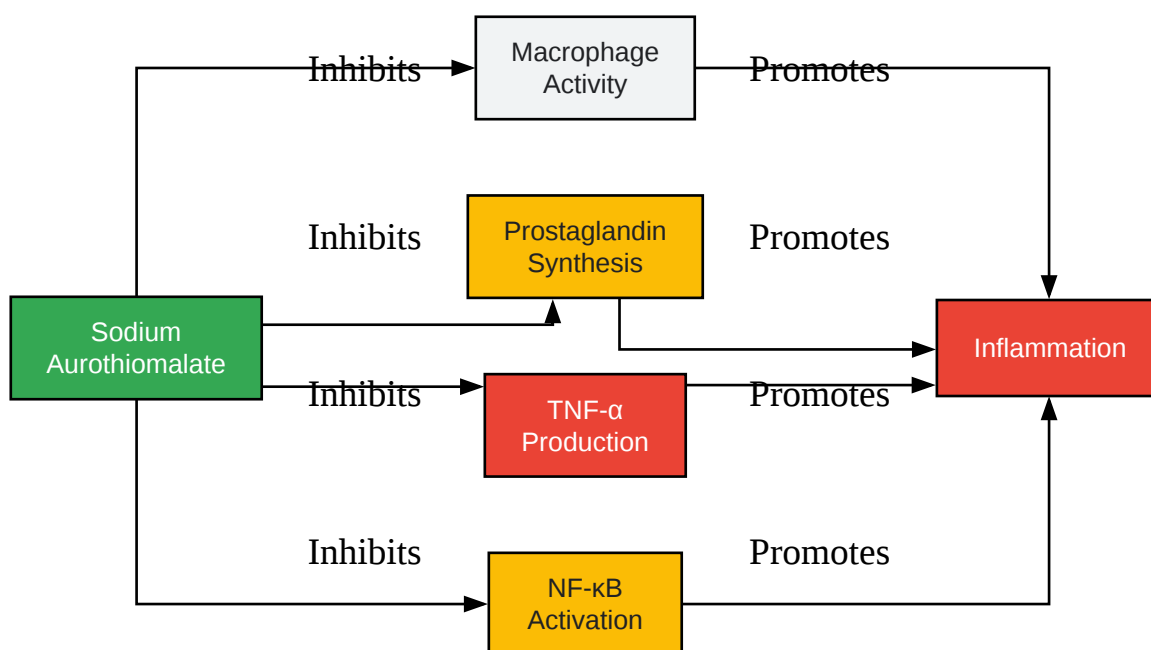 Inhibits
Macrophage
Activity
Promotes
Inhibits
Prostaglandin
Synthesis
Promotes
Sodium
Aurothiomalate
Inflammation
Inhibits
TNF-α
Production
Promotes
Inhibits
NF-κB
Activation
Promotes